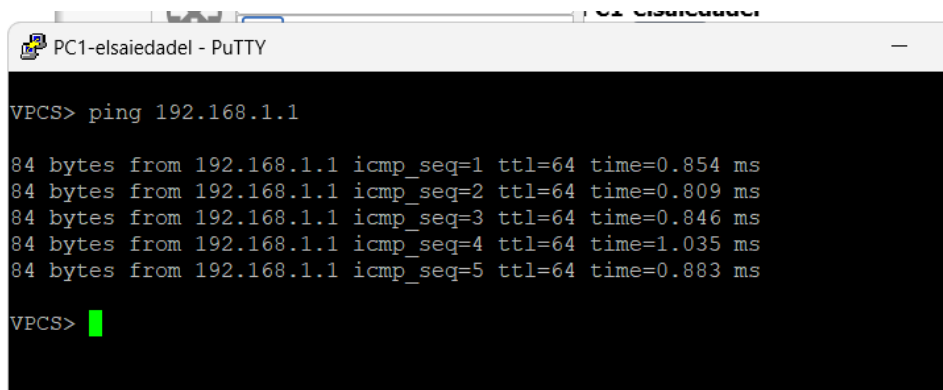 PC1-elsaiedadel
PC1-elsaiedadel - PuTTY
VPCS> ping 192.168.1.1
84 bytes from 192.168.1.1 icmp_seq=1 ttl=64 time=0.854 ms
84 bytes from 192.168.1.1 icmp_seq=2 ttl=64 time=0.809 ms
84 bytes from 192.168.1.1 icmp_seq=3 ttl=64 time=0.846 ms
84 bytes from 192.168.1.1 icmp_seq=4 ttl=64 time=1.035 ms
84 bytes from 192.168.1.1 icmp_seq=5 ttl=64 time=0.883 ms
VPCS>